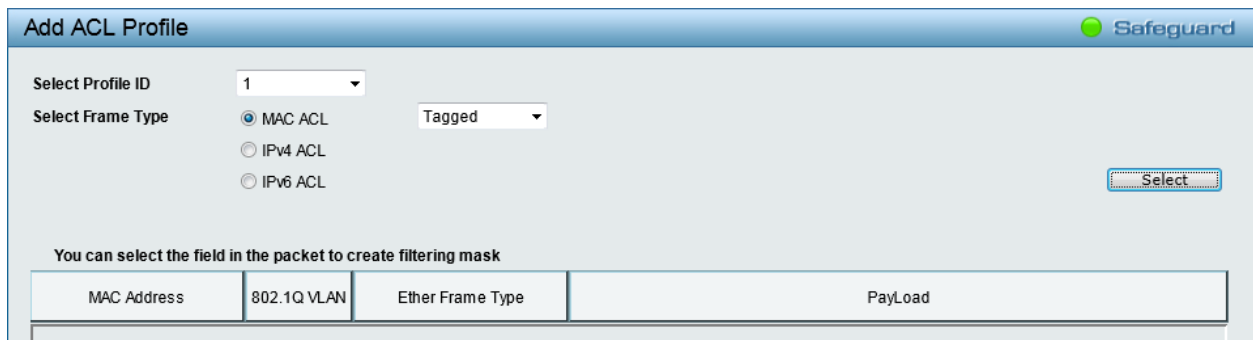 Add ACL Profile
Safeguard
Select Profile ID 1
Select Frame Type MAC ACL Tagged
IPv4 ACL
IPv6 ACL
Select
You can select the field in the packet to create filtering mask
MAC Address 802.1Q VLAN Ether Frame Type PayLoad